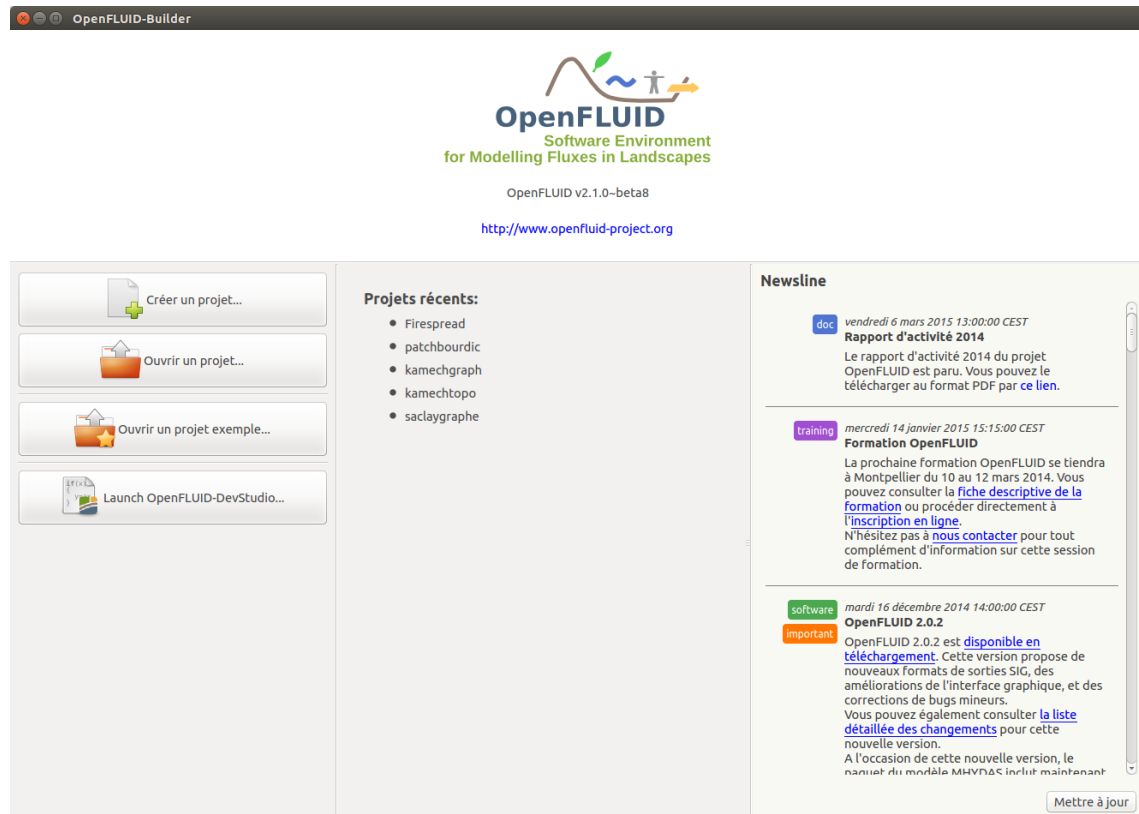 OpenFLUID-Builder
OpenFLUID
Software Environment
for Modelling Fluxes in Landscapes
OpenFLUID v2.1.0~beta8
http://www.openfluid-project.org
Créer un projet...
Ouvrir un projet...
Ouvrir un projet exemple...
Launch OpenFLUID-DevStudio...
Projets récents:
Firespread
patchbourdic
kamechgraph
kamechtopo
saclaygraphe
Newsline
doc
vendredi 6 mars 2015 13:00:00 CEST
Rapport d'activité 2014
Le rapport d'activité 2014 du projet
OpenFLUID est paru. Vous pouvez le
télécharger au format PDF par ce lien.
training
mercredi 14 janvier 2015 15:15:00 CEST
Formation OpenFLUID
La prochaine formation OpenFLUID se tiendra
à Montpellier du 10 au 12 mars 2014. Vous
pouvez consulter la fiche descriptive de la
formation ou procéder directement à
l'inscription en ligne.
N'hésitez pas à nous contacter pour tout
complément d'information sur cette session
de formation.
software
important
mardi 16 décembre 2014 14:00:00 CEST
OpenFLUID 2.0.2
OpenFLUID 2.0.2 est disponible en
téléchargement. Cette version propose de
nouveaux formats de sorties SIG, des
améliorations de l'interface graphique, et des
corrections de bugs mineurs.
Vous pouvez également consulter la liste
détaillée des changements pour cette
nouvelle version.
A l'occasion de cette nouvelle version, le
paquet du modèle MHYDAS inclut maintenant
Mettre à jour